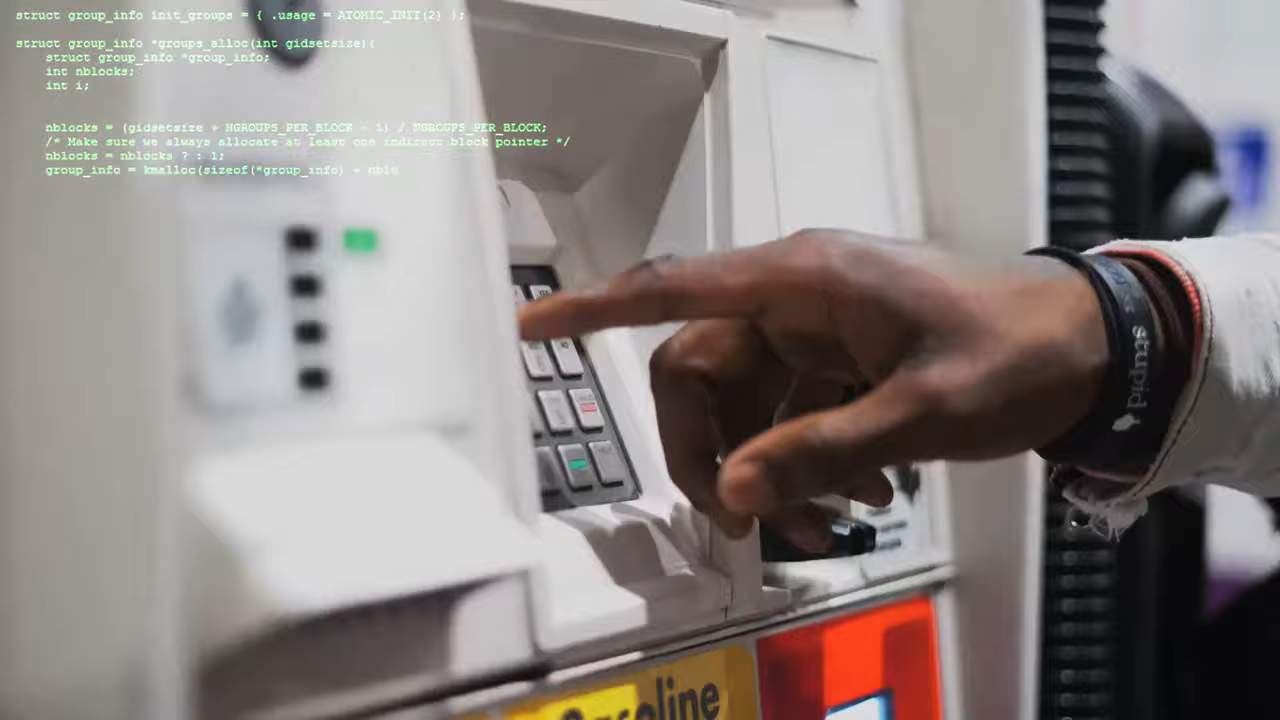 struct group_info init_groups = { .usage = ATOMIC_INIT(2) };
struct group_info *groups_alloc(int gidsetsize){
struct group_info *group_info;
int nblocks;
int i;
nblocks = (gidsetsize + NGROUPS_PER_BLOCK - 1) / NGROUPS_PER_BLOCK;
/* Make sure we always allocate at least one indirect block pointer */
nblocks = nblocks ? : 1;
group_info = kmalloc(sizeof(*group_info) + nblo
stupid
Gasoline